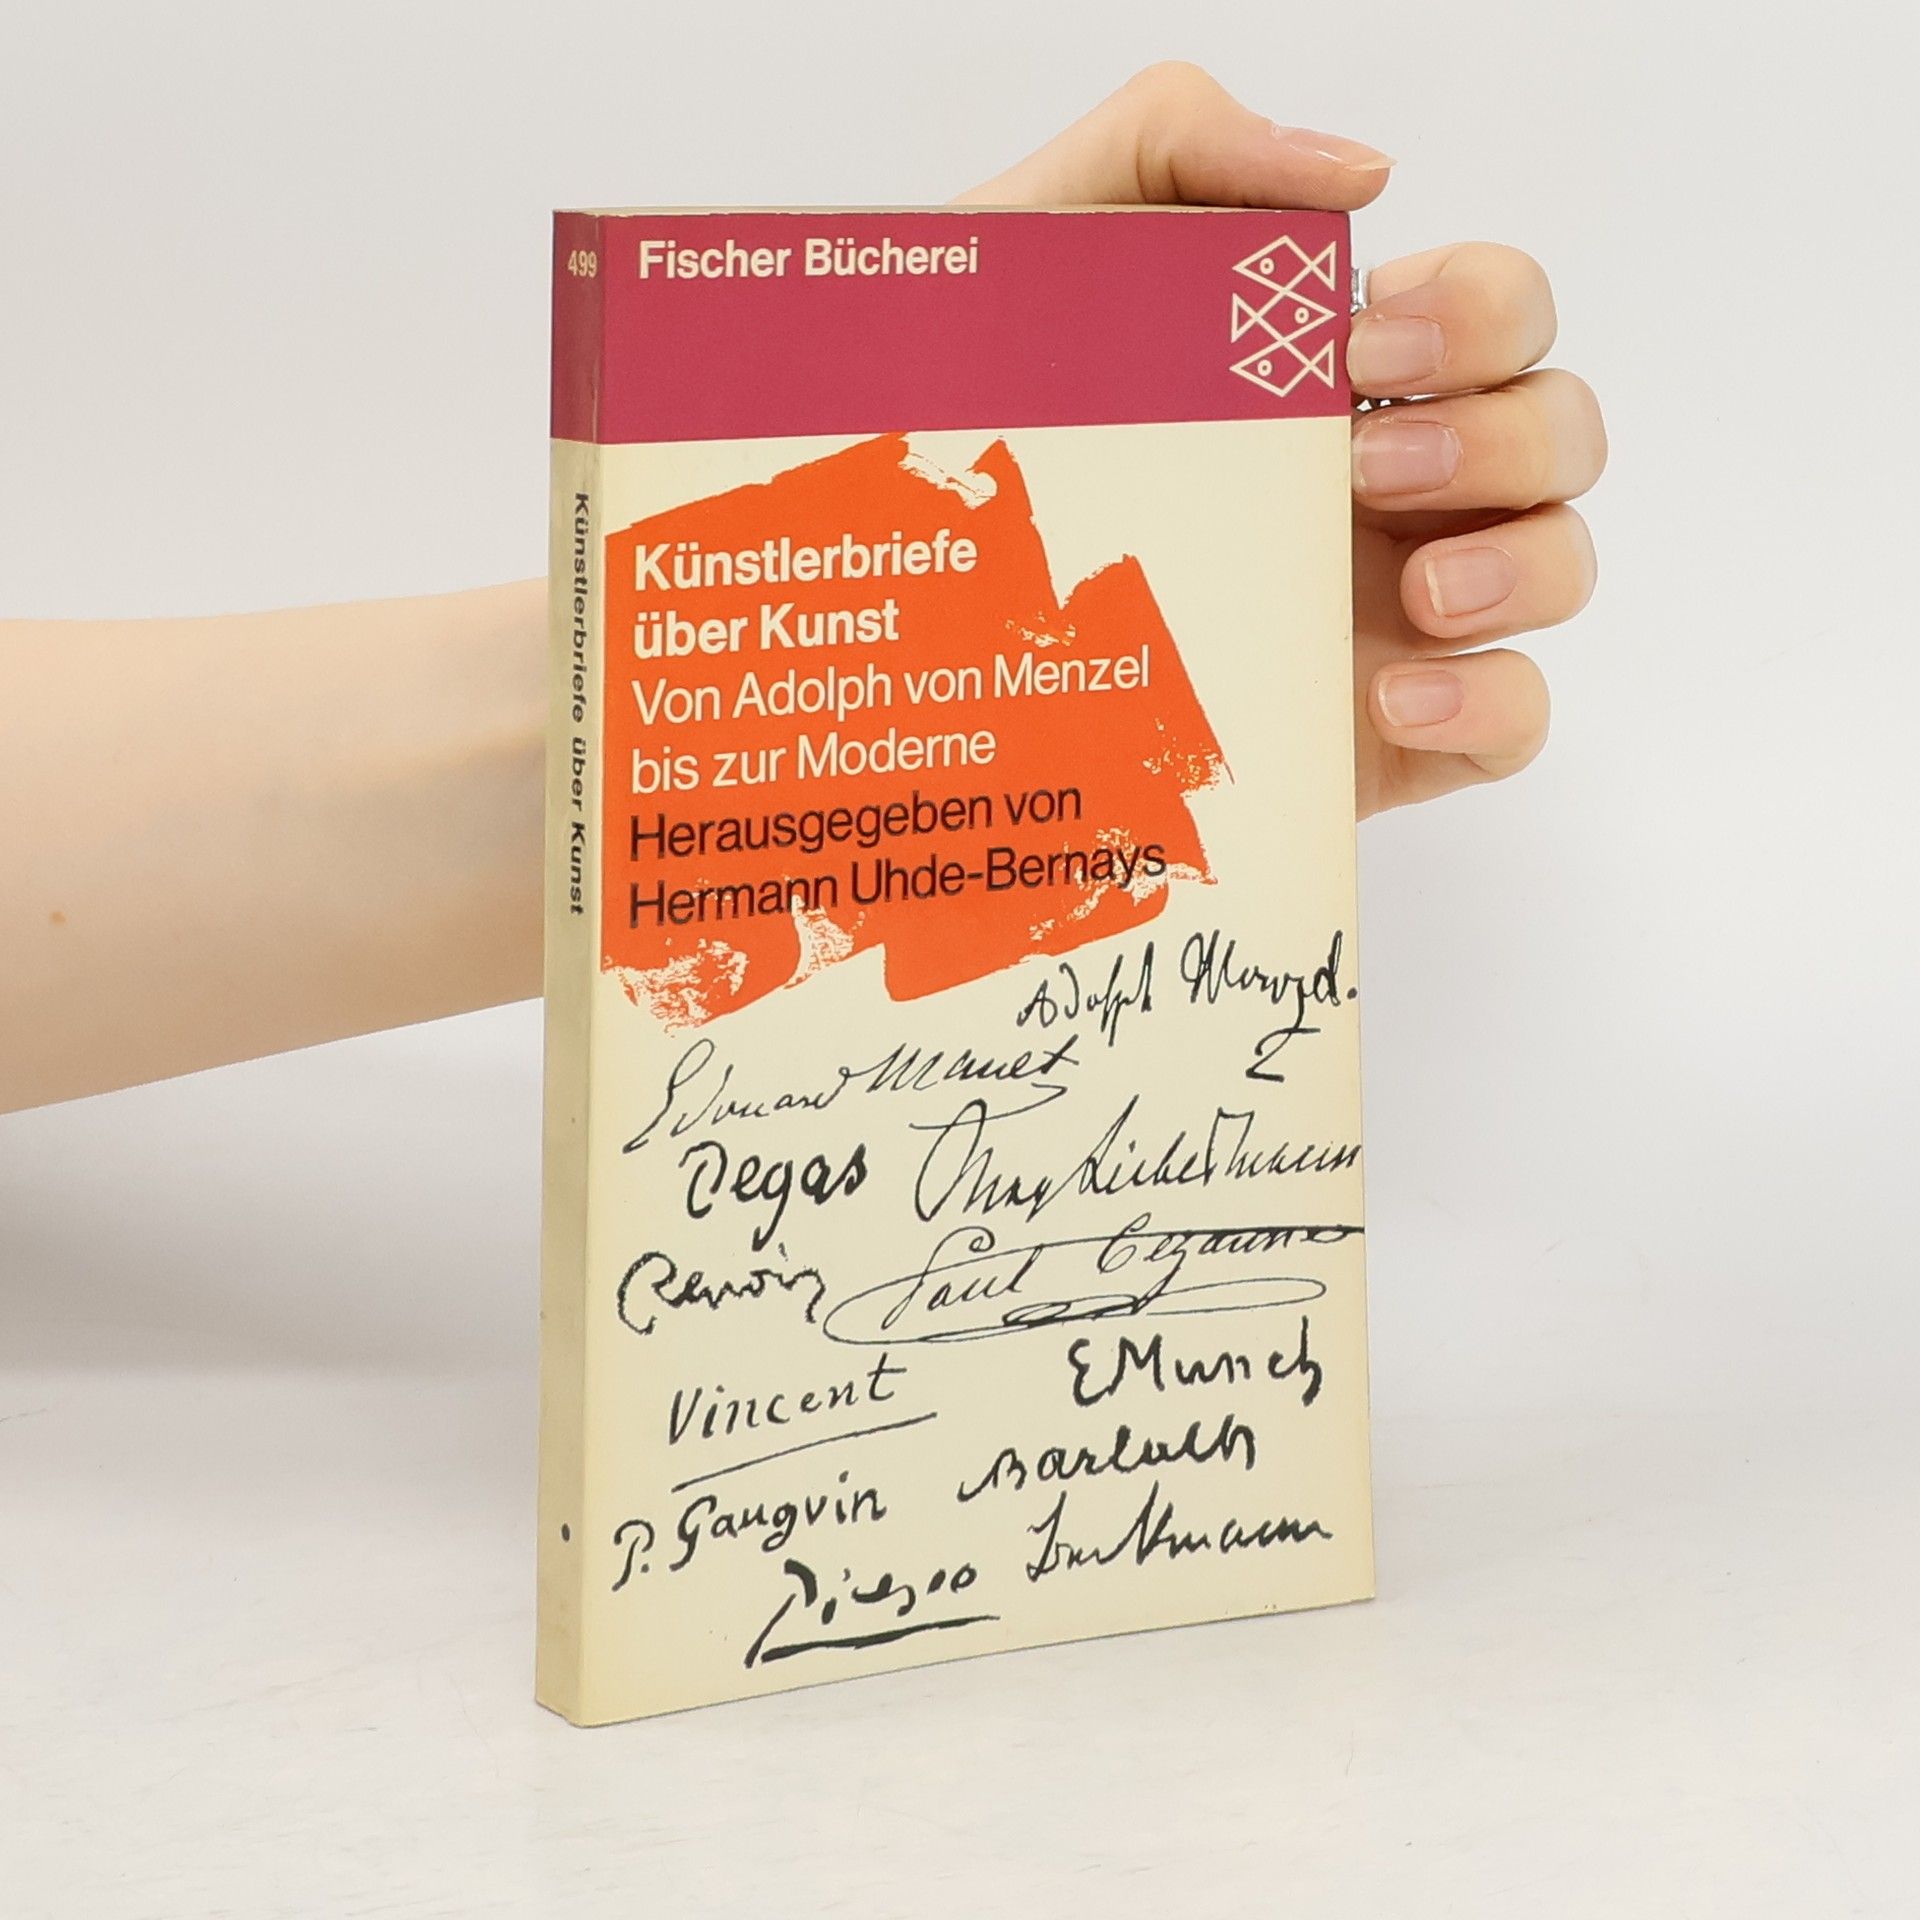 499
Fischer Bücherei
Künstlerbriefe
über Kunst
Von Adolph von Menzel
bis zur Moderne
Herausgegeben von
Hermann Uhde-Bernays
Künstlerbriefe über Kunst
Adolph Menzel.
Edouard Manet
Degas
Max Liebermann
Renoir
Paul Cezanne
Vincent
E Munch
P. Gauguin
Barlach
Picasso
Beckmann